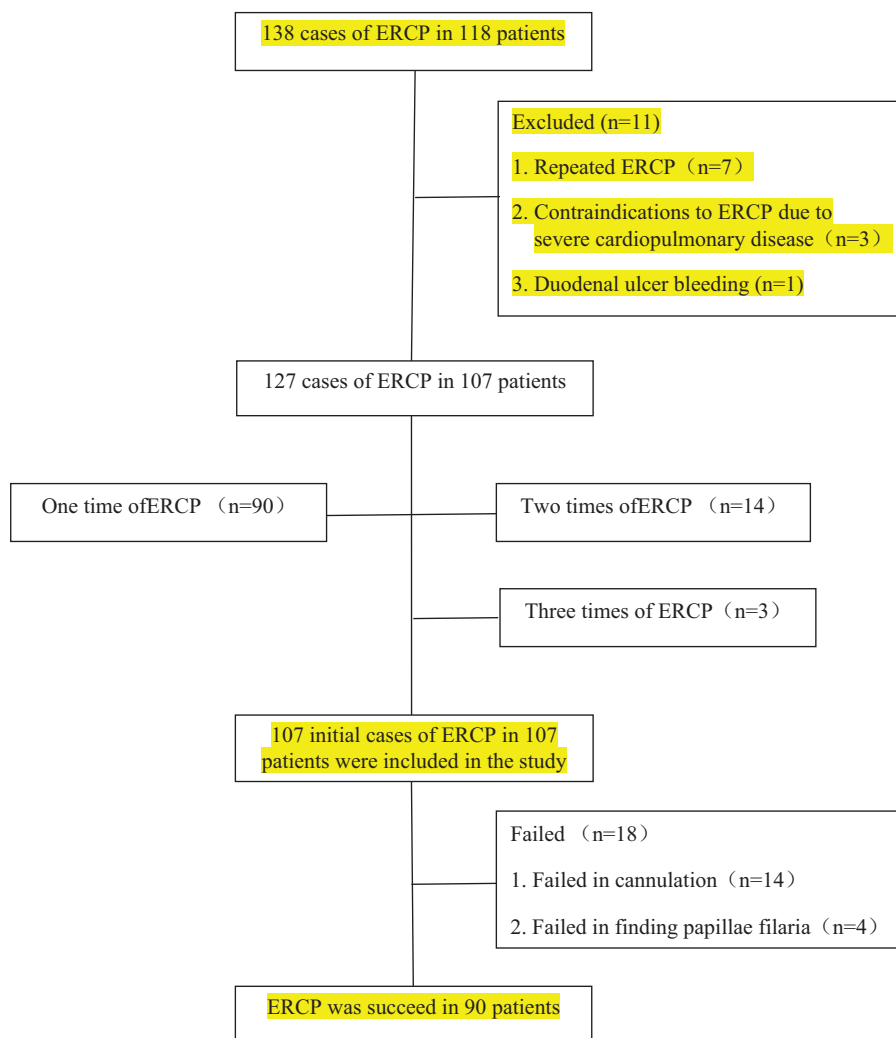 138 cases of ERCP in 118 patients
Excluded (n=11)
1. Repeated ERCP（n=7）
2. Contraindications to ERCP due to
severe cardiopulmonary disease（n=3）
3. Duodenal ulcer bleeding (n=1)
127 cases of ERCP in 107 patients
One time ofERCP （n=90）
Two times ofERCP （n=14）
Three times of ERCP（n=3）
107 initial cases of ERCP in 107
patients were included in the study
Failed （n=18）
1. Failed in cannulation（n=14）
2. Failed in finding papillae filaria（n=4）
ERCP was succeed in 90 patients